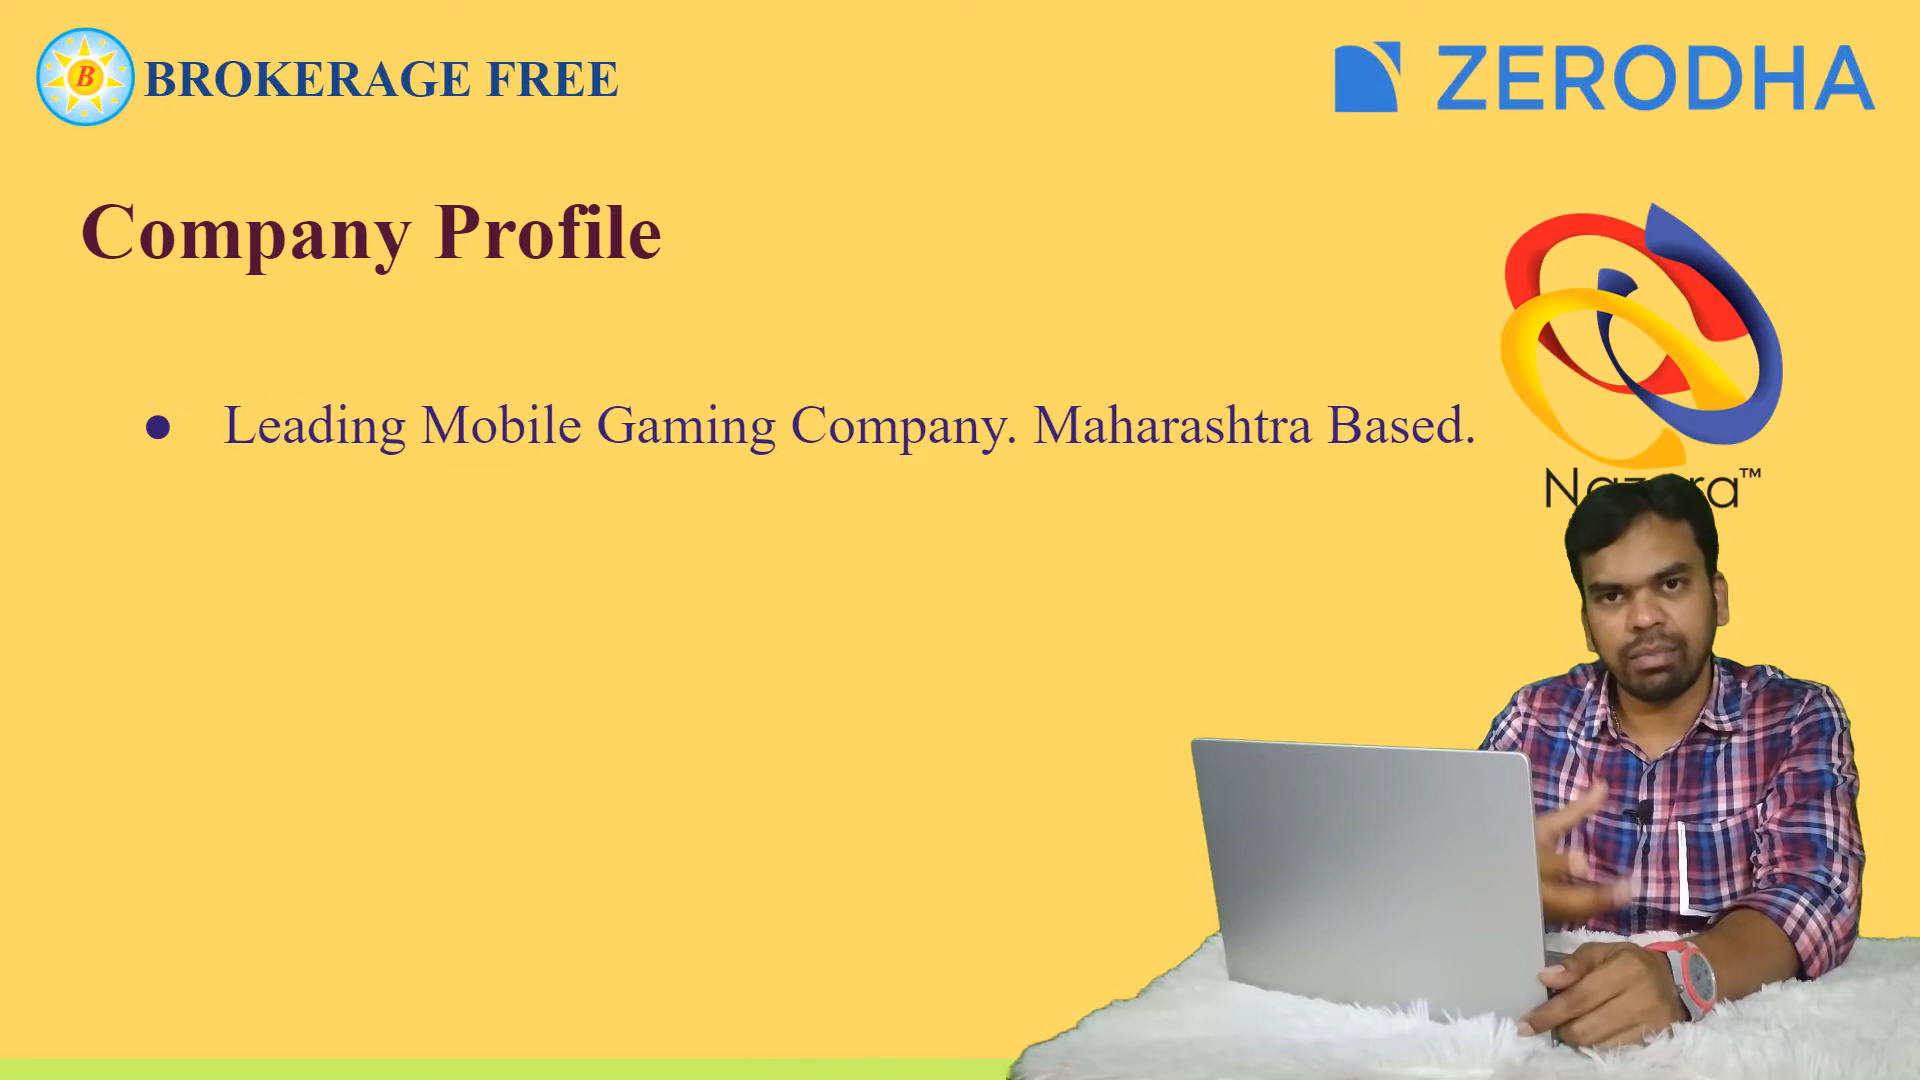 B BROKERAGE FREE
ZERODHA
Company Profile
● Leading Mobile Gaming Company. Maharashtra Based.